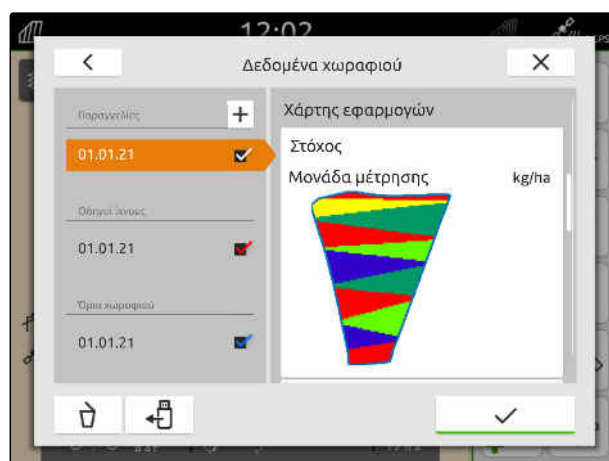 12:02
Δεδομένα χωραφιού
Παραγγελίες
01.01.21
Οδηγοί ίχνους
01.01.21
Όρια χωραφιού
01.01.21
Χάρτης εφαρμογών
Στόχος
Μονάδα μέτρησης kg/ha